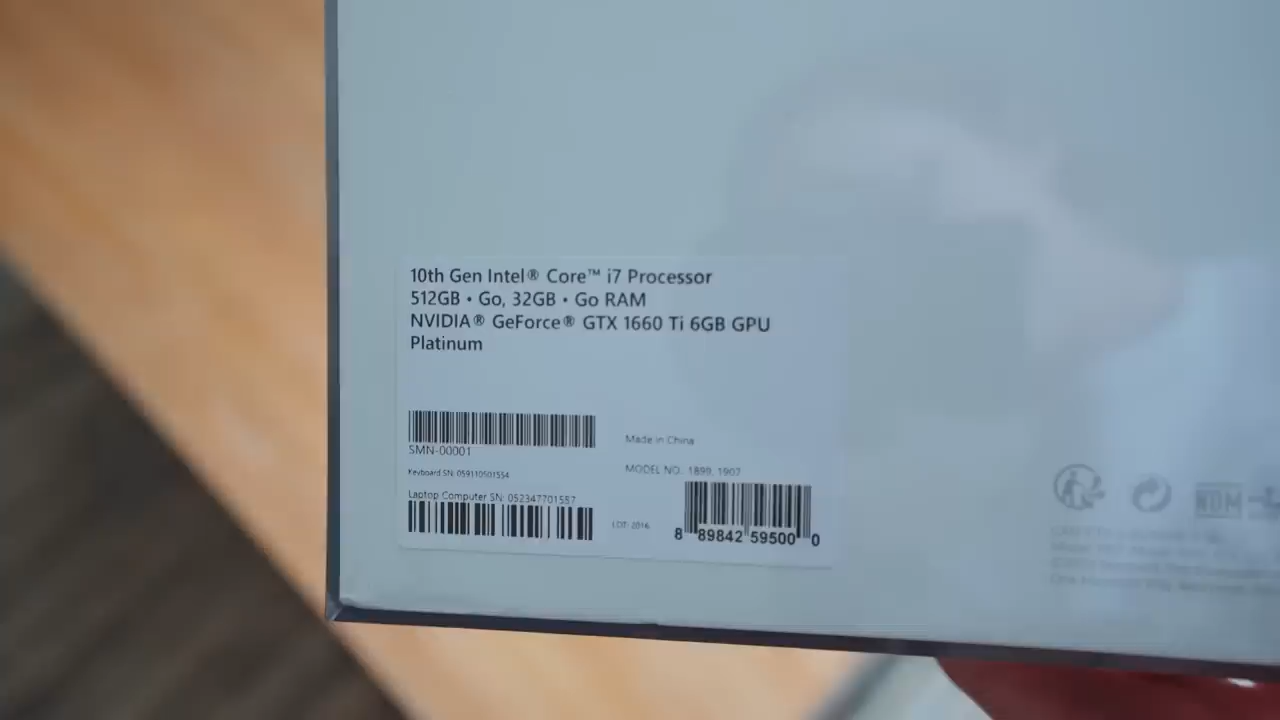 10th Gen Intel® Core™ i7 Processor
512GB • Go, 32GB • Go RAM
NVIDIA® GeForce® GTX 1660 Ti 6GB GPU
Platinum
SMN-00001
Keyboard SN: 059110501554
Laptop Computer SN: 052347701557
Made in China
MODEL NO.: 1899, 1907
LOT: 2016
8 89842 59500 0
NOM